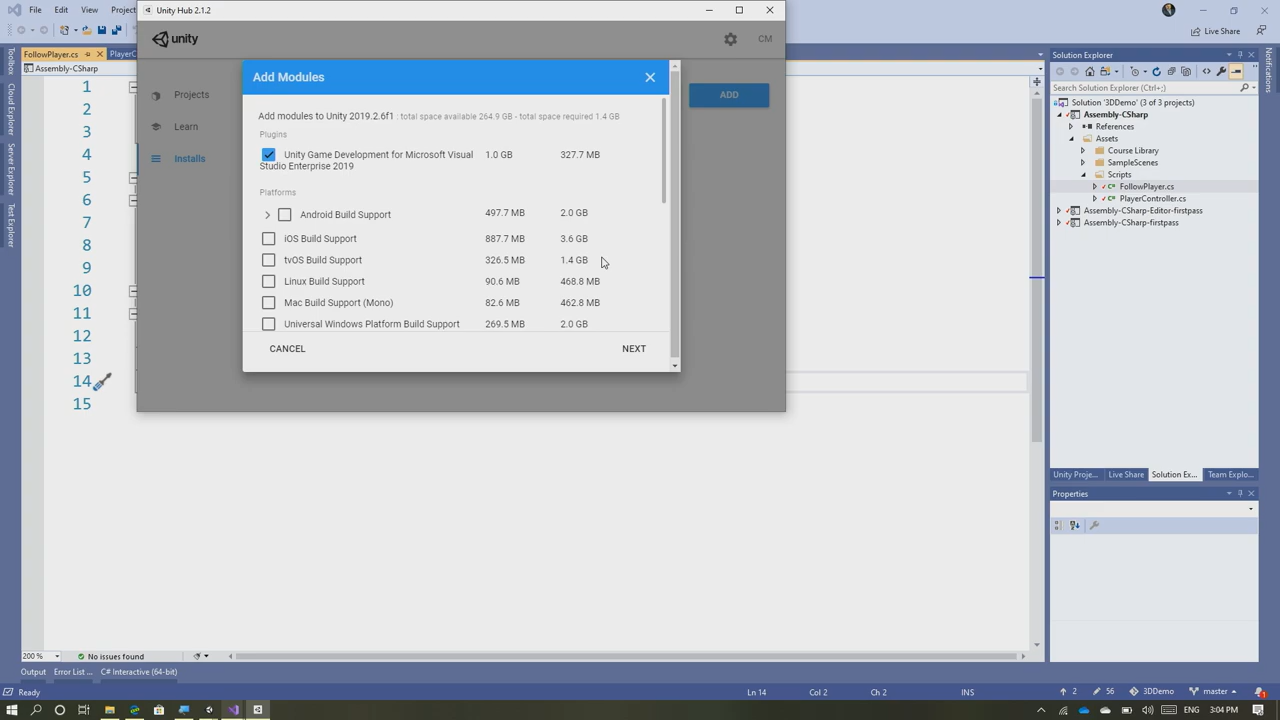 Unity Hub 2.1.2
File
Edit
View
Project
Live Share
unity
CM
FollowPlayer.cs
PlayerC
Assembly-CSharp
Toolbox
Cloud Explorer
Server Explorer
Test Explorer
Notifications
Projects
Learn
Installs
ADD
Add Modules
Add modules to Unity 2019.2.6f1 : total space available 264.9 GB - total space required 1.4 GB
Plugins
Unity Game Development for Microsoft Visual Studio Enterprise 2019 1.0 GB 327.7 MB
Platforms
Android Build Support 497.7 MB 2.0 GB
iOS Build Support 887.7 MB 3.6 GB
tvOS Build Support 326.5 MB 1.4 GB
Linux Build Support 90.6 MB 468.8 MB
Mac Build Support (Mono) 82.6 MB 462.8 MB
Universal Windows Platform Build Support 269.5 MB 2.0 GB
CANCEL
NEXT
1
2
3
4
5
6
7
8
9
10
11
12
13
14
15
Solution Explorer
Search Solution Explorer (Ctrl+;)
Solution '3DDemo' (3 of 3 projects)
Assembly-CSharp
References
Assets
Course Library
SampleScenes
Scripts
FollowPlayer.cs
PlayerController.cs
Assembly-CSharp-Editor-firstpass
Assembly-CSharp-firstpass
Unity Proje...
Live Share
Solution Ex...
Team Explo...
Properties
200 %
No issues found
Output
Error List ...
C# Interactive (64-bit)
Ready
Ln 14
Col 2
Ch 2
INS
2
56
3DDemo
master
1
3:04 PM